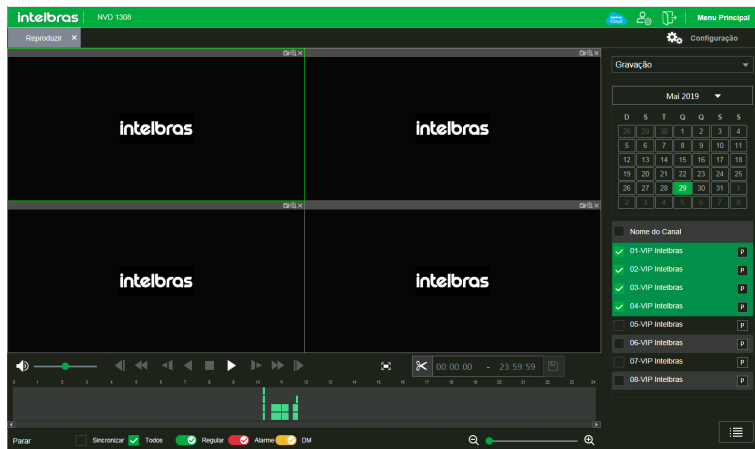 intelbras NVD 1308 Menu Principal
Reproduzir × Configuração
Gravação
Mai 2019
D S T Q Q S S
28 29 30 1 2 3 4
5 6 7 8 9 10 11
12 13 14 15 16 17 18
19 20 21 22 23 24 25
26 27 28 29 30 31 1
2 3 4 5 6 7 8
intelbras intelbras
intelbras intelbras
Nome do Canal
01-VIP Intelbras P
02-VIP Intelbras P
03-VIP Intelbras P
04-VIP Intelbras P
05-VIP Intelbras P
06-VIP Intelbras P
07-VIP Intelbras P
08-VIP Intelbras P
00:00:00 - 23:59:59
0 1 2 3 4 5 6 7 8 9 10 11 12 13 14 15 16 17 18 19 20 21 22 23 24
Parar Sincronizar Todos Regular Alarme DM